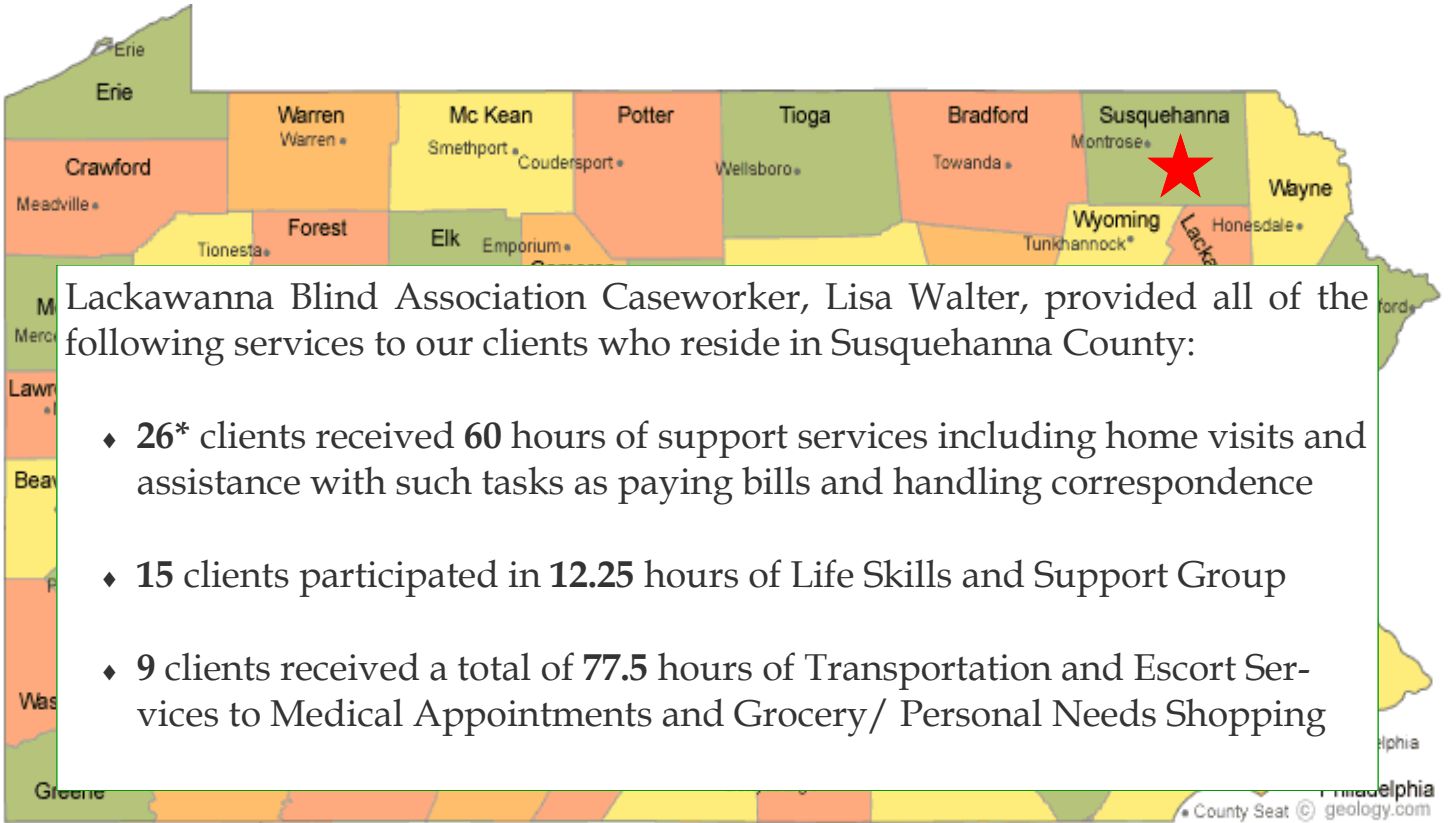 Erie
Erie
Warren
Mc Kean
Potter
Tioga
Bradford
Susquehanna
Warren
Smethport
Coudersport
Wellsboro
Towanda
Montrose
Crawford
Wayne
Meadville
Forest
Elk
Emporium
Wyoming
Honesdale
Tionesta
Tunkhannock
Lackawanna Blind Association Caseworker, Lisa Walter, provided all of the
following services to our clients who reside in Susquehanna County:
♦ 26* clients received 60 hours of support services including home visits and
assistance with such tasks as paying bills and handling correspondence
♦ 15 clients participated in 12.25 hours of Life Skills and Support Group
♦ 9 clients received a total of 77.5 hours of Transportation and Escort Ser-
vices to Medical Appointments and Grocery/ Personal Needs Shopping
Greene
Philadelphia
• County Seat © geology.com